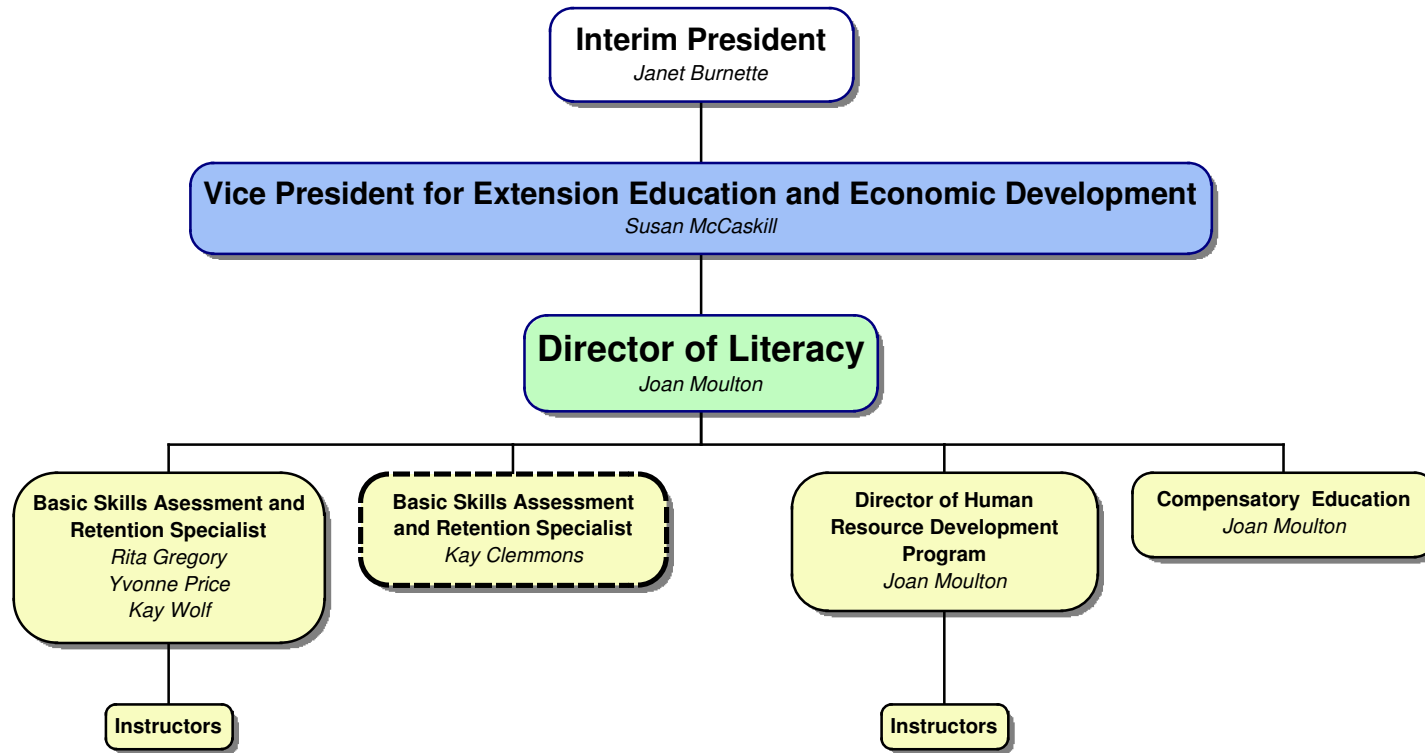 Interim President
Janet Burnette
Vice President for Extension Education and Economic Development
Susan McCaskill
Director of Literacy
Joan Moulton
Basic Skills Asessment and
Retention Specialist
Rita Gregory
Yvonne Price
Kay Wolf
Basic Skills Assessment
and Retention Specialist
Kay Clemmons
Director of Human
Resource Development
Program
Joan Moulton
Compensatory Education
Joan Moulton
Instructors
Instructors